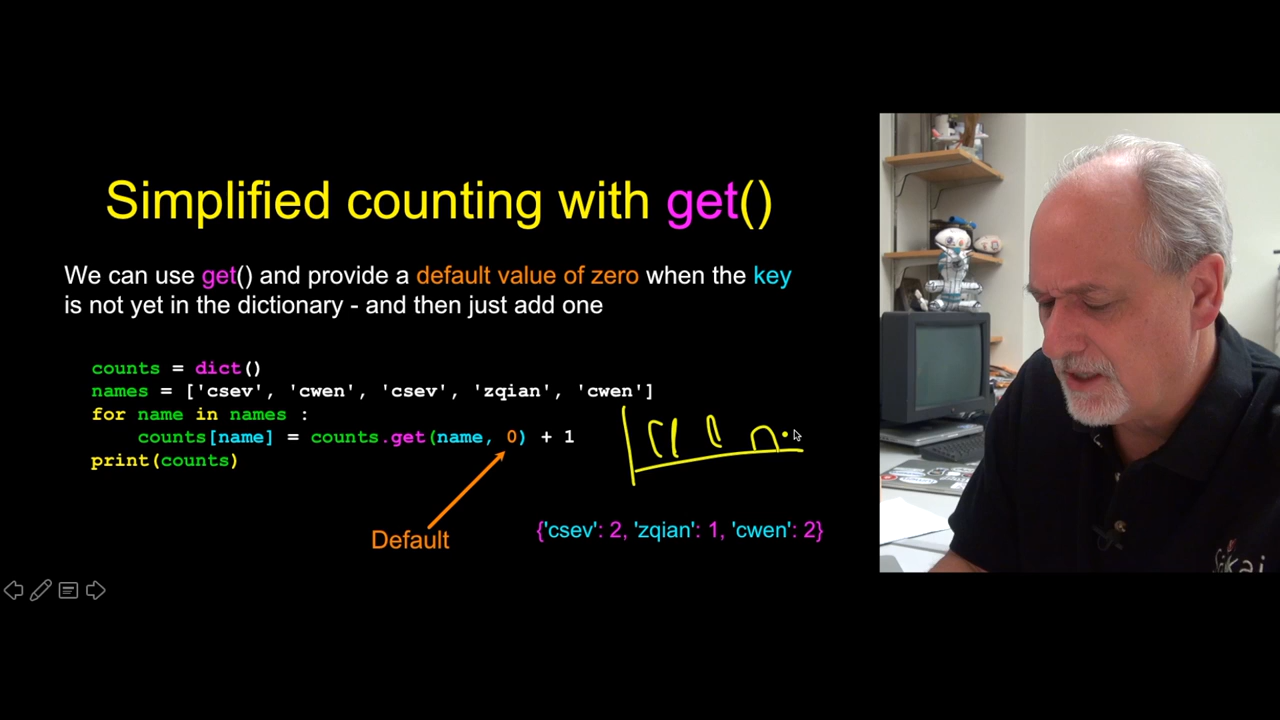 Simplified counting with get()
We can use get() and provide a default value of zero when the key
is not yet in the dictionary - and then just add one
counts = dict()
names = ['csev', 'cwen', 'csev', 'zqian', 'cwen']
for name in names :
    counts[name] = counts.get(name, 0) + 1
print(counts)
Default
{'csev': 2, 'zqian': 1, 'cwen': 2}